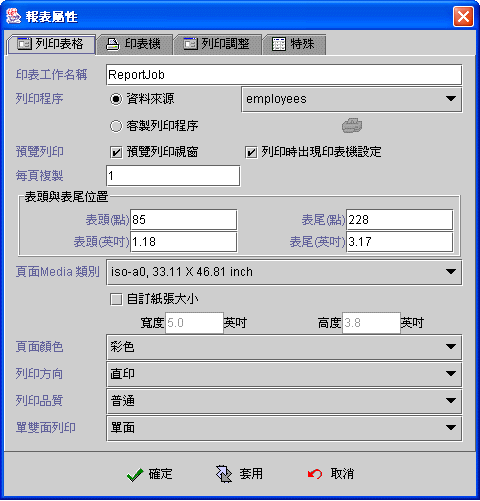 報表屬性
列印表格 印表機 列印調整 特殊
印表工作名稱 ReportJob
列印程序 資料來源 employees
客製列印程序
預覽列印 預覽列印視窗 列印時出現印表機設定
每頁複製 1
表頭與表尾位置
表頭(點) 85 表尾(點) 228
表頭(英吋) 1.18 表尾(英吋) 3.17
頁面Media 類別 iso-a0, 33.11 X 46.81 inch
自訂紙張大小
寬度 5.0 英吋 高度 3.8 英吋
頁面顏色 彩色
列印方向 直印
列印品質 普通
單雙面列印 單面
確定 套用 取消